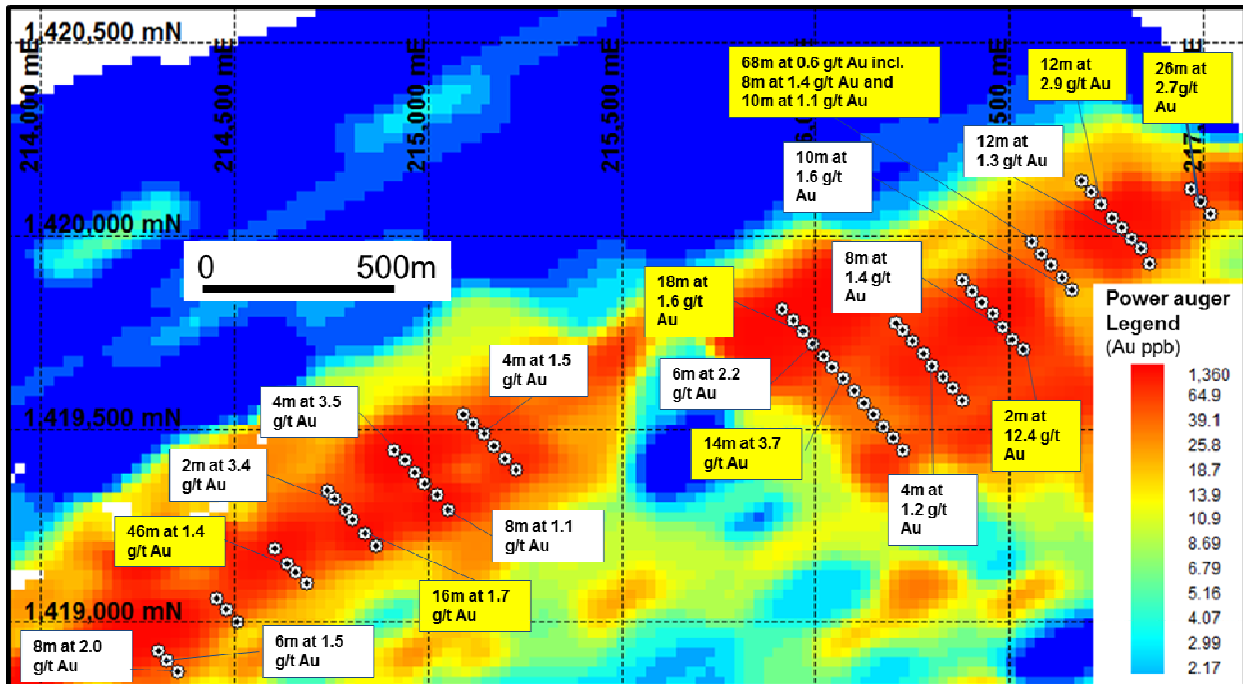 1,420,500 mN
214,000 mE
214,500 mE
215,000 mE
215,500 mE
68m at 0.6 g/t Au incl.
8m at 1.4 g/t Au and
10m at 1.1 g/t Au
12m at
2.9 g/t Au
26m at
2.7g/t
Au
12m at
1.3 g/t Au
10m at
1.6 g/t
Au
1,420,000 mN
0 500m
18m at
1.6 g/t
Au
8m at
1.4 g/t
Au
4m at 1.5
g/t Au
6m at 2.2
g/t Au
4m at 3.5
g/t Au
1,419,500 mN
14m at 3.7
g/t Au
2m at
12.4 g/t
Au
2m at 3.4
g/t Au
4m at
1.2 g/t
Au
46m at 1.4
g/t Au
8m at 1.1
g/t Au
16m at 1.7
g/t Au
1,419,000 mN
8m at 2.0
g/t Au
6m at 1.5
g/t Au
Power auger
Legend
(Au ppb)
1,360
64.9
39.1
25.8
18.7
13.9
10.9
8.69
6.79
5.16
4.07
2.99
2.17